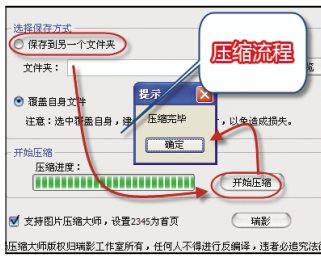 选择保存方式
保存到另一个文件夹
压缩流程
文件夹：
览
提示
覆盖自身文件
压缩完毕
注意：选中覆盖自身，建
，以免造成损失。
确定
开始压缩
压缩进度：
开始压缩
支持图片压缩大师，设置2345为首页
瑞影
压缩大师版权归瑞影工作室所有，任何人不得进行反编译，违者必追究法